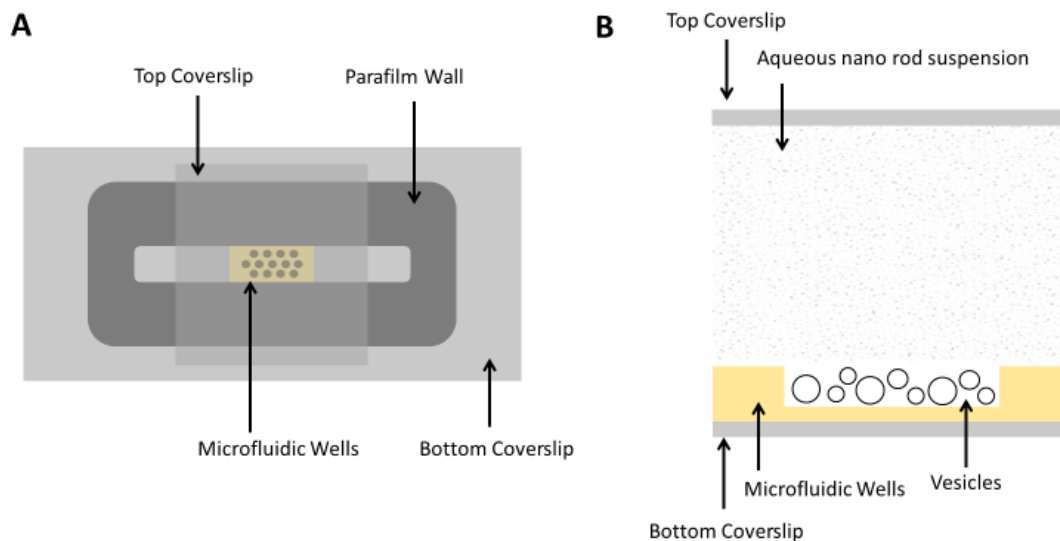 A
Top Coverslip
Parafilm Wall
Microfluidic Wells
Bottom Coverslip
B
Top Coverslip
Aqueous nano rod suspension
Microfluidic Wells
Vesicles
Bottom Coverslip